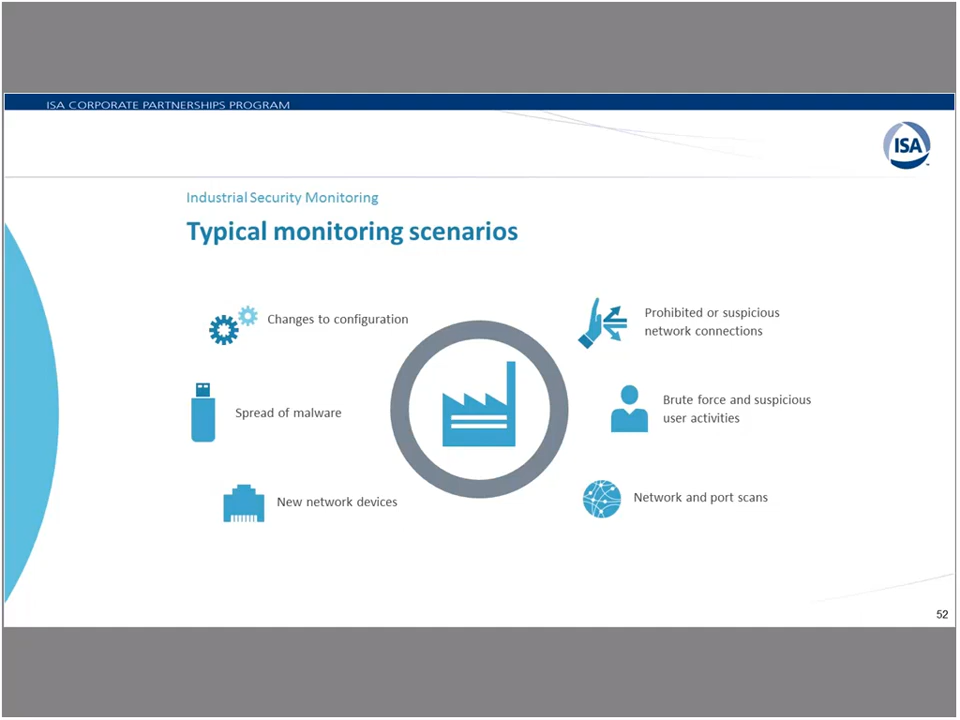 ISA CORPORATE PARTNERSHIPS PROGRAM
ISA
Industrial Security Monitoring
Typical monitoring scenarios
Changes to configuration
Spread of malware
New network devices
Prohibited or suspicious
network connections
Brute force and suspicious
user activities
Network and port scans
52